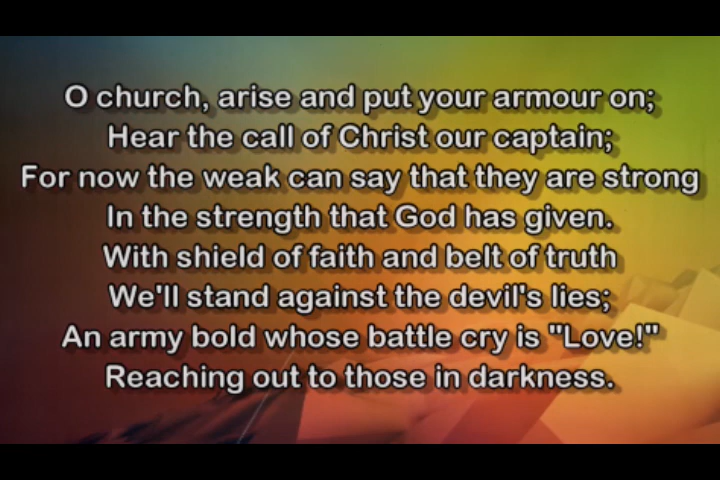 O church, arise and put your armour on;
Hear the call of Christ our captain;
For now the weak can say that they are strong
In the strength that God has given.
With shield of faith and belt of truth
We'll stand against the devil's lies;
An army bold whose battle cry is "Love!"
Reaching out to those in darkness.